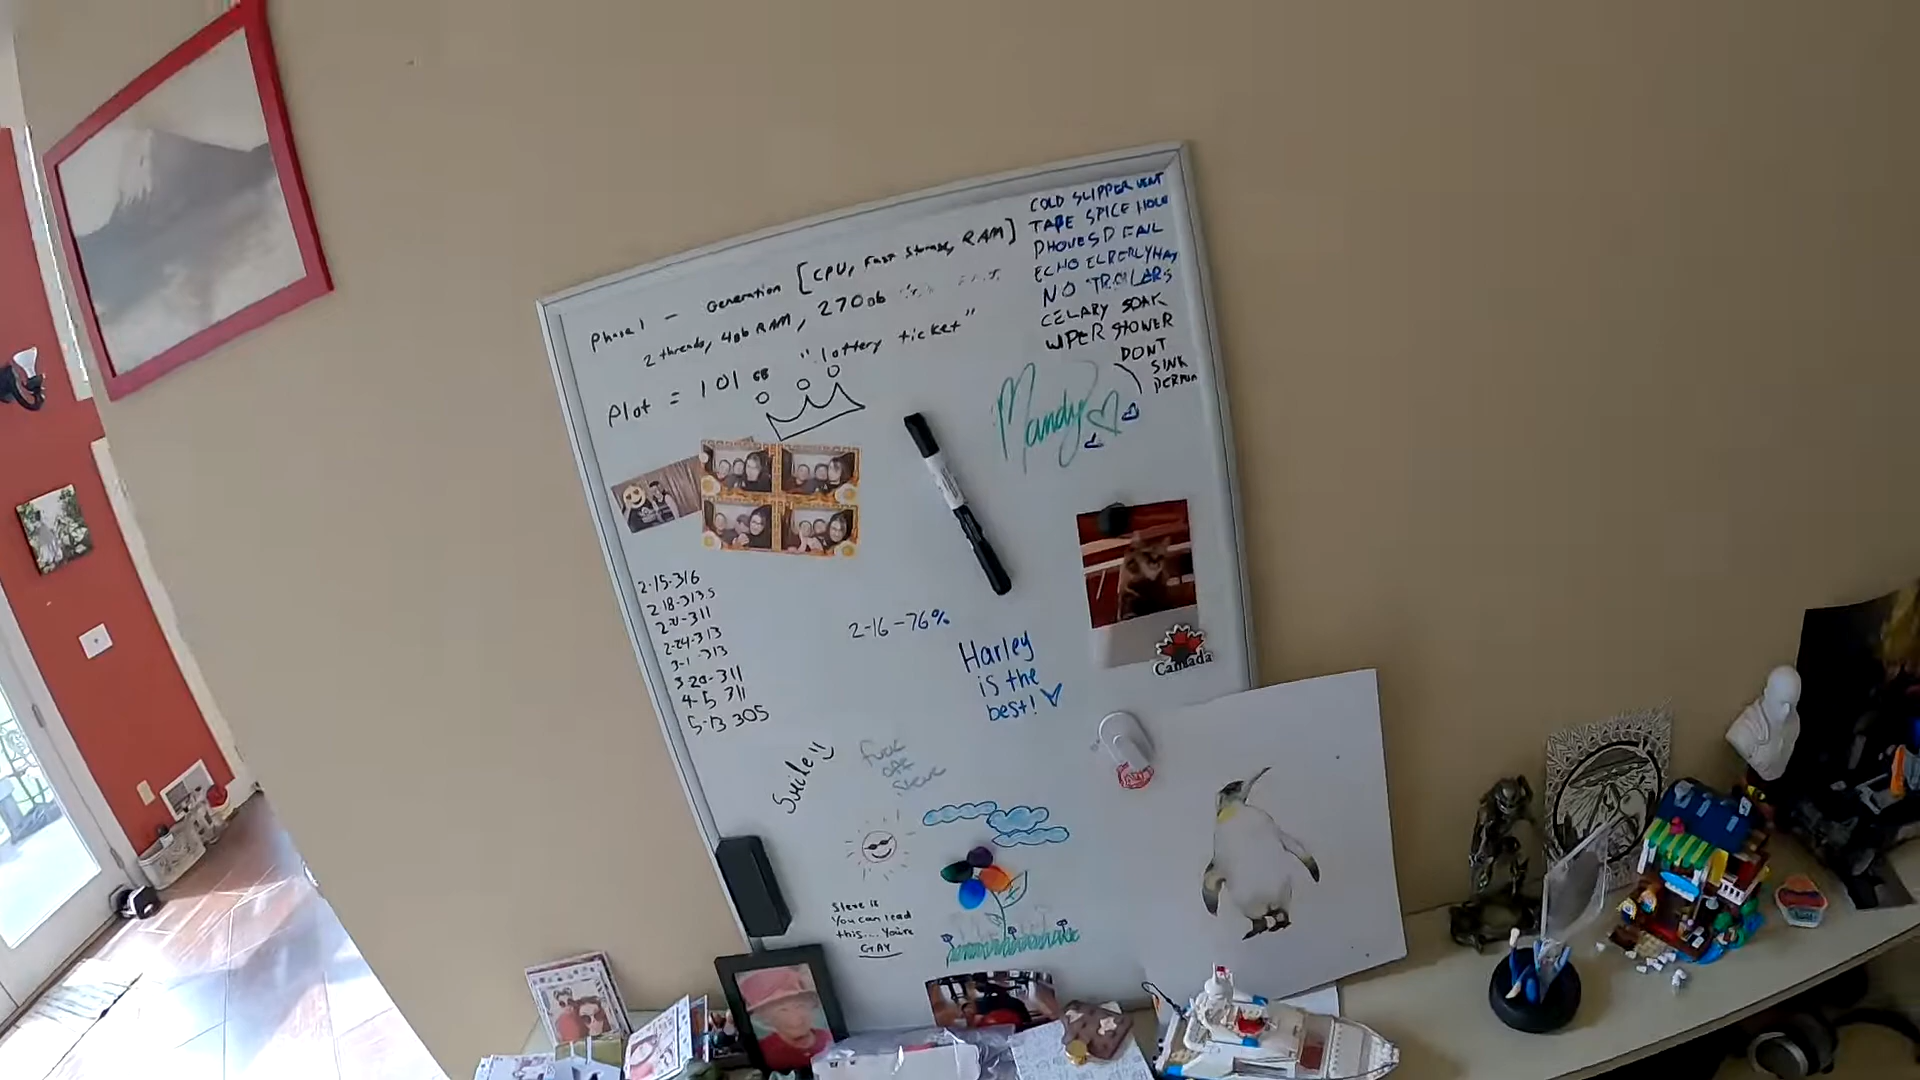 Phase 1 - Generation [CPU, Fast Storage, RAM]
2 threads, 4gb RAM, 270Gb
Plot = 101 GB "lottery ticket"
COLD SLIPPER VENT
TAPE SPICE HOLE
ECHO ELDERLY HAY
NO TRAILERS
CELARY SOAK
WIPER STOWER
DONT
SINK
Mandy
2-15-316
2-18-313.5
2-21-311
2-24-313
3-1-313
3-20-311
4-5 311
5-13 305
2-16-76%
Harley
is the
best!
Canada
Smile
Fuck
off
Steve
Steve if
You can read
this.... You're
GAY